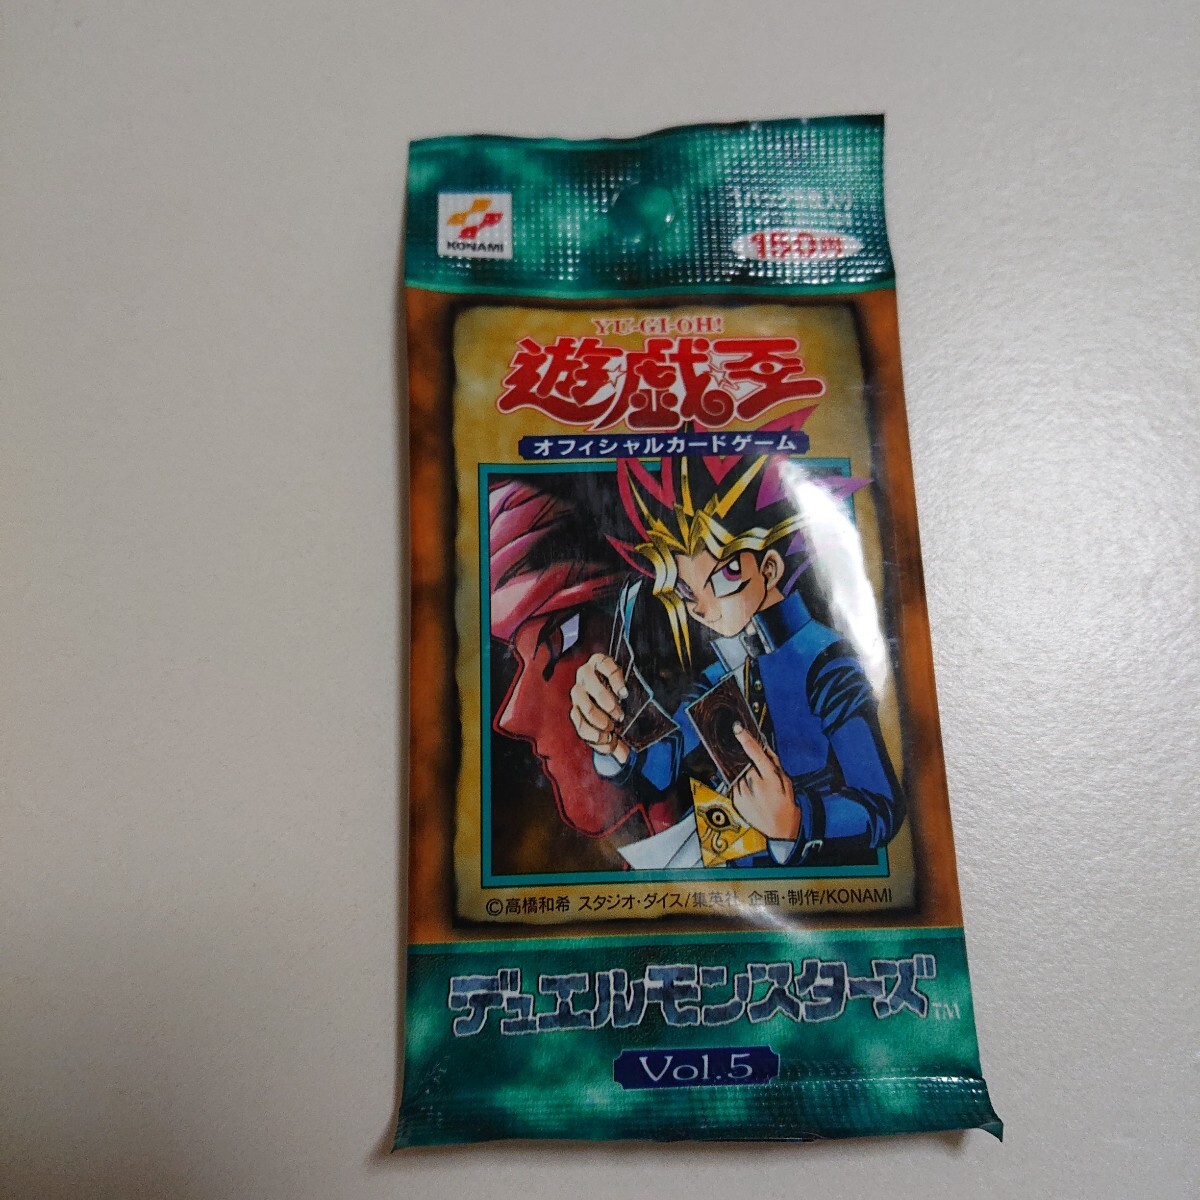 KONAMI
150円
YU-GI-OH!
遊☆戯☆王
オフィシャルカードゲーム
©高橋和希 スタジオ・ダイス/集英社 企画・制作/KONAMI
デュエルモンスターズ™
Vol.5